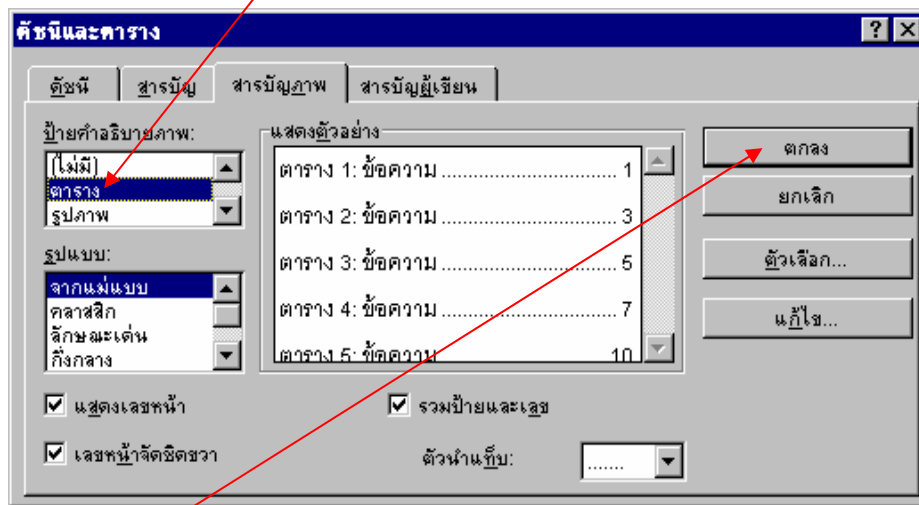 ดัชนีและตาราง
ดัชนี สารบัญ สารบัญภาพ สารบัญผู้เขียน
ป้ายคำอธิบายภาพ:
(ไม่มี)
ตาราง
รูปภาพ
รูปแบบ:
จากแม่แบบ
คลาสสิก
ลักษณะเด่น
กึ่งกลาง
แสดงตัวอย่าง
ตาราง 1: ข้อความ ................................ 1
ตาราง 2: ข้อความ ................................ 3
ตาราง 3: ข้อความ ................................ 5
ตาราง 4: ข้อความ ................................ 7
ตาราง 5: ข้อความ ................................ 10
ตกลง
ยกเลิก
ตัวเลือก...
แก้ไข...
แสดงเลขหน้า
รวมป้ายและเลข
เลขหน้าจัดชิดขวา
ตัวนำแท็บ: .......